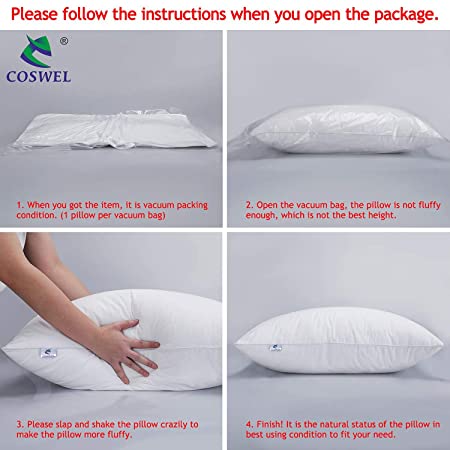 Please follow the instructions when you open the package.
®
COSWEL
1. When you got the item, it is vacuum packing
condition. (1 pillow per vacuum bag)
2. Open the vacuum bag, the pillow is not fluffy
enough, which is not the best height.
3. Please slap and shake the pillow crazily to
make the pillow more fluffy.
4. Finish! It is the natural status of the pillow in
best using condition to fit your need.